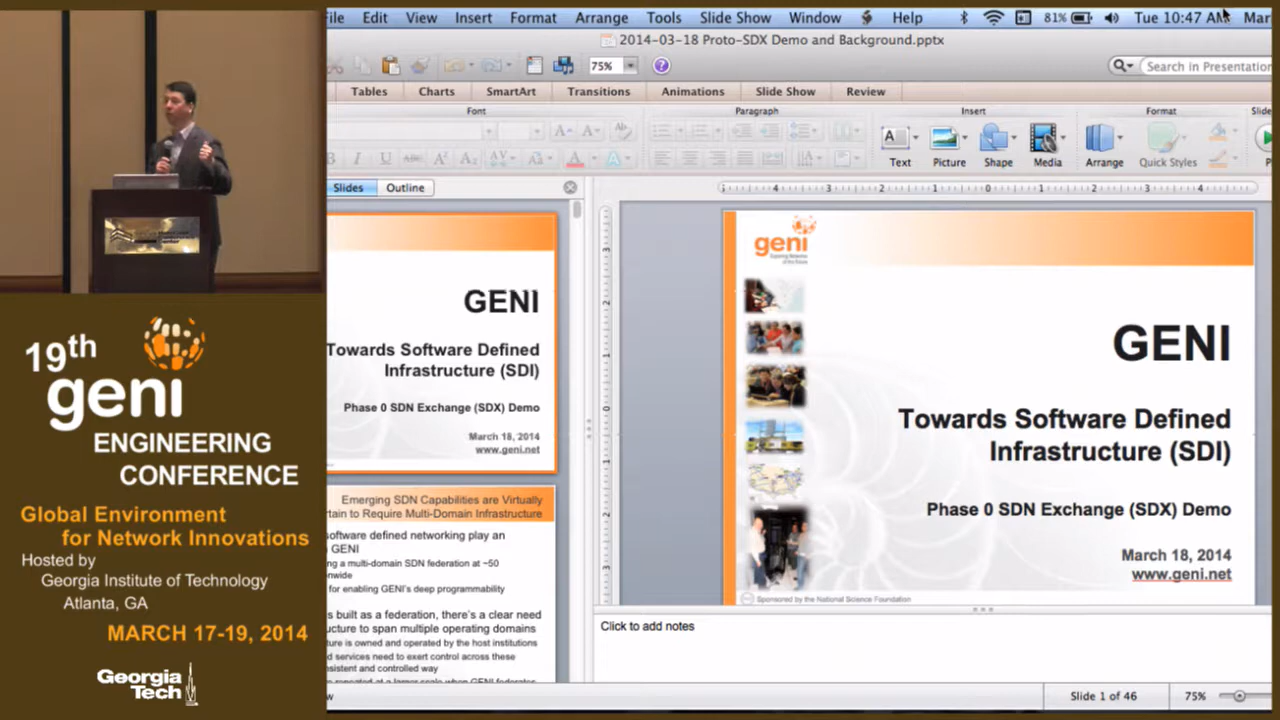 19th
geni
ENGINEERING
CONFERENCE
Global Environment
for Network Innovations
Hosted by
Georgia Institute of Technology
Atlanta, GA
MARCH 17-19, 2014
Georgia
Tech
File Edit View Insert Format Arrange Tools Slide Show Window Help 81% Tue 10:47 AM Mar
2014-03-18 Proto-SDX Demo and Background.pptx
75% Search in Presentation
Tables Charts SmartArt Transitions Animations Slide Show Review
Font Paragraph Insert Format
Text Picture Shape Media Arrange Quick Styles
Slides Outline
GENI
Towards Software Defined
Infrastructure (SDI)
Phase 0 SDN Exchange (SDX) Demo
March 18, 2014
www.geni.net
Emerging SDN Capabilities are Virtually
rtain to Require Multi-Domain Infrastructure
software defined networking play an
GENI
ng a multi-domain SDN federation at ~50
onwide
for enabling GENI's deep programmability
s built as a federation, there's a clear need
ucture to span multiple operating domains
ture is owned and operated by the host institutions
d services need to exert control across these
sistent and controlled way
geni
Exploring Networks
of the Future
GENI
Towards Software Defined
Infrastructure (SDI)
Phase 0 SDN Exchange (SDX) Demo
March 18, 2014
www.geni.net
Sponsored by the National Science Foundation
Click to add notes
Slide 1 of 46 75%